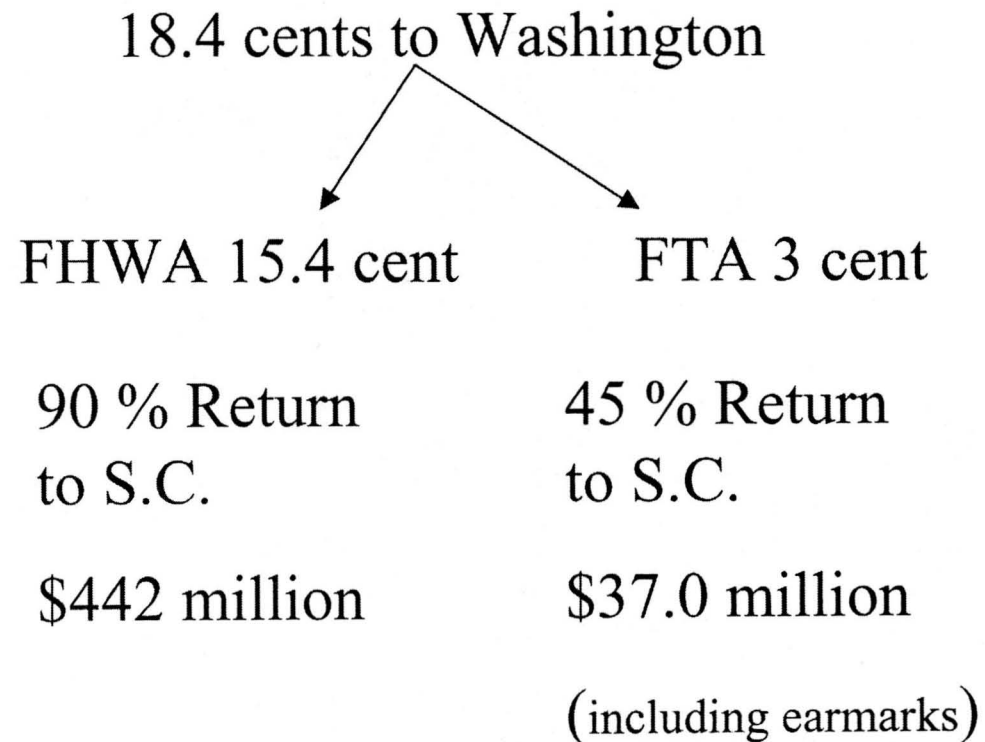 18.4 cents to Washington
FHWA 15.4 cent
FTA 3 cent
90 % Return
to S.C.
$442 million
45 % Return
to S.C.
$37.0 million
(including earmarks)